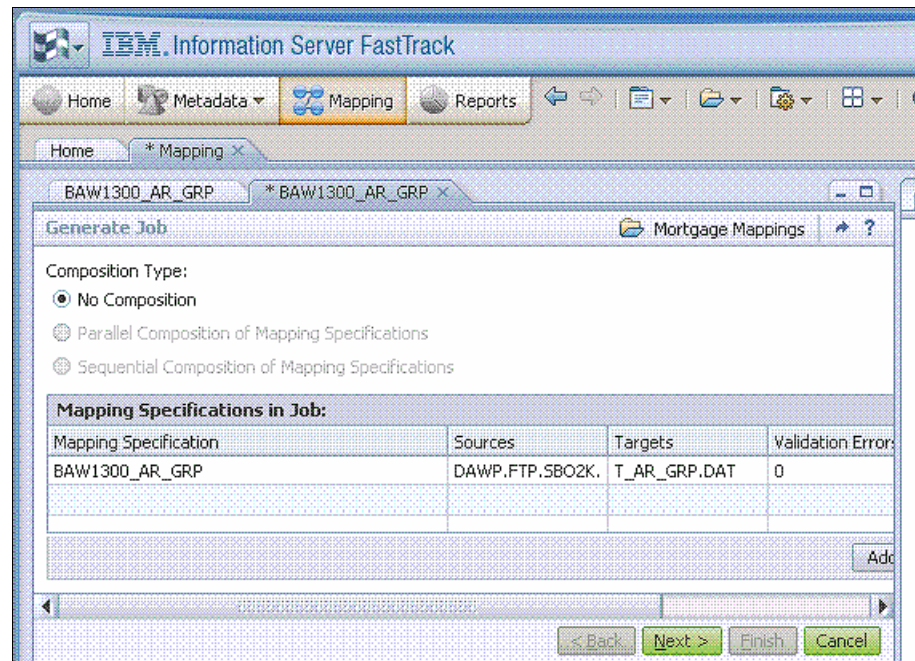 IBM. Information Server FastTrack
Home Metadata Mapping Reports
Home * Mapping
BAW1300_AR_GRP * BAW1300_AR_GRP
Generate Job Mortgage Mappings ?
Composition Type:
No Composition
Parallel Composition of Mapping Specifications
Sequential Composition of Mapping Specifications
Mapping Specifications in Job:
Mapping Specification Sources Targets Validation Errors
BAW1300_AR_GRP DAWP.FTP.SBO2K. T_AR_GRP.DAT 0
Add
< Back Next > Finish Cancel